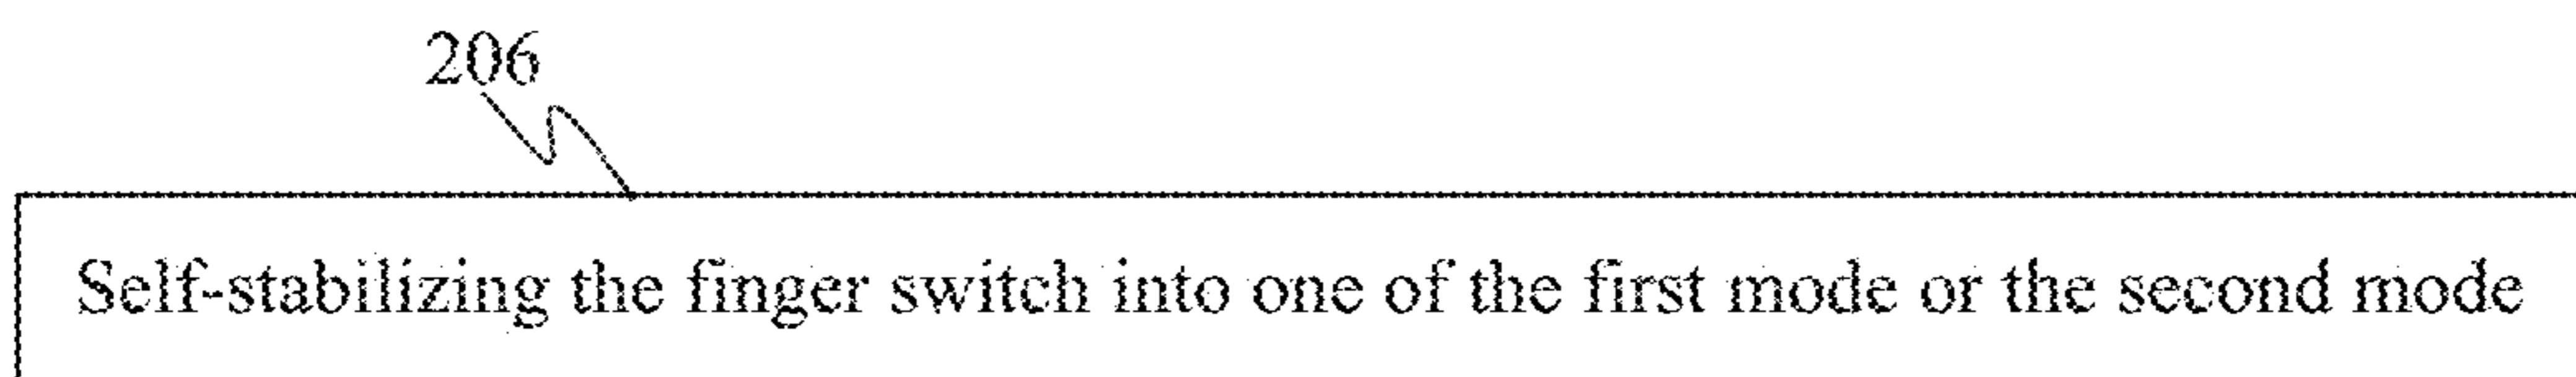 206
Self-stabilizing the finger switch into one of the first mode or the second mode